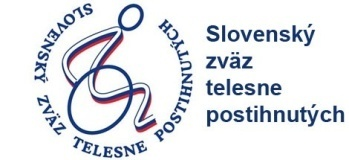 SLOVENSKÝ ZVÄZ TELESNE POSTIHNUTÝCH
Slovenský
zväz
telesne
postihnutých